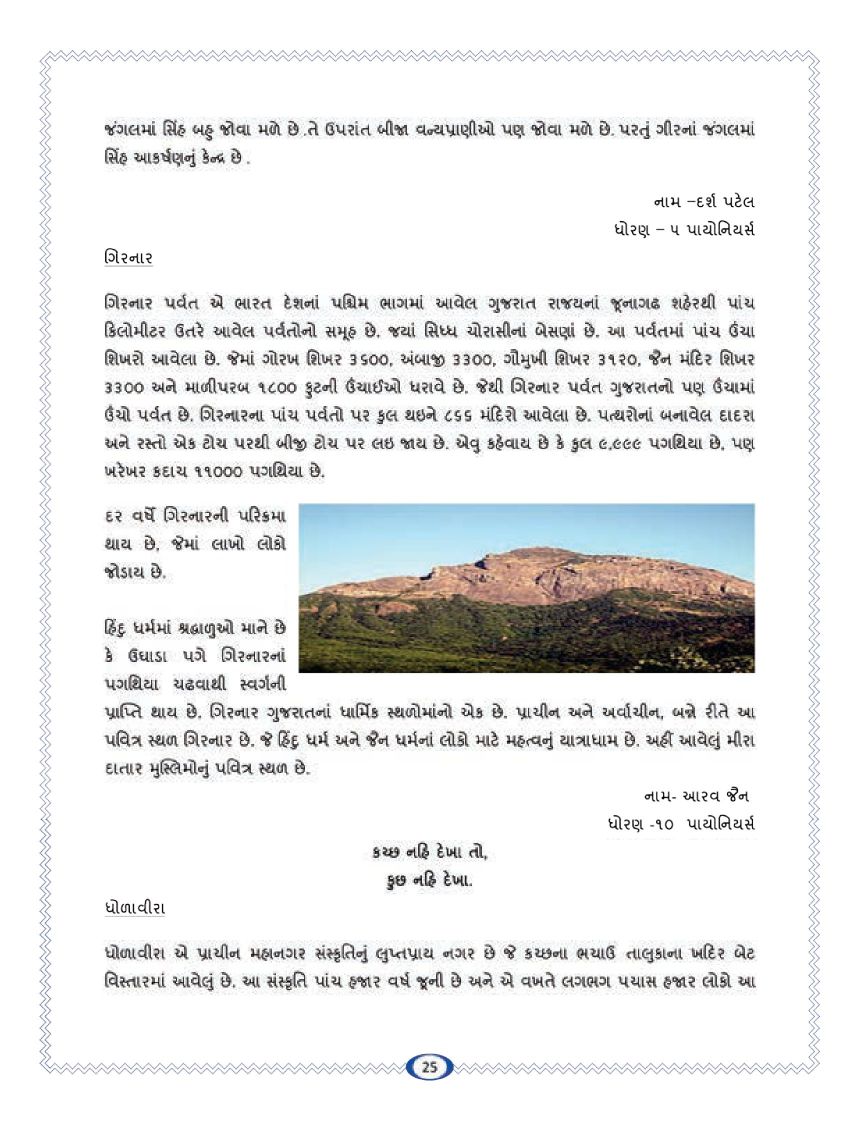 જંગલમાં સિંહ બહુ જોવા મળે છે .તે ઉપરાંત બીજા વન્યપ્રાણીઓ પણ જોવા મળે છે. પરતું ગીરનાં જંગલમાં
સિંહ આકર્ષણનું કેન્દ્ર છે .
નામ –દર્શ પટેલ
ધોરણ – ૫ પાયોનિયર્સ
ગિરનાર
ગિરનાર પર્વત એ ભારત દેશનાં પશ્ચિમ ભાગમાં આવેલ ગુજરાત રાજયનાં જૂનાગઢ શહેરથી પાંચ
કિલોમીટર ઉતરે આવેલ પર્વતોનો સમૂહ છે. જયાં સિધ્ધ ચોરાસીનાં બેસણાં છે. આ પર્વતમાં પાંચ ઉંચા
શિખરો આવેલા છે. જેમાં ગોરખ શિખર ૩૬૦૦, અંબાજી ૩૩૦૦, ગૌમુખી શિખર ૩૧૨૦, જૈન મંદિર શિખર
૩૩૦૦ અને માળીપરબ ૧૮૦૦ ફુટની ઉંચાઈઓ ધરાવે છે. જેથી ગિરનાર પર્વત ગુજરાતનો પણ ઉંચામાં
ઉંચો પર્વત છે. ગિરનારના પાંચ પર્વતો પર કુલ થઇને ૮૬૬ મંદિરો આવેલા છે. પત્થરોનાં બનાવેલ દાદરા
અને રસ્તો એક ટોચ પરથી બીજી ટોચ પર લઇ જાય છે. એવુ કહેવાય છે કે કુલ ૯,૯૯૯ પગથિયા છે, પણ
ખરેખર કદાચ ૧૧૦૦૦ પગથિયા છે.
દર વર્ષે ગિરનારની પરિક્રમા
થાય છે, જેમાં લાખો લોકો
જોડાય છે.
હિંદુ ધર્મમાં શ્રદ્ધાળુઓ માને છે
કે ઉઘાડા પગે ગિરનારનાં
પગથિયા ચઢવાથી સ્વર્ગની
પ્રાપ્તિ થાય છે. ગિરનાર ગુજરાતનાં ધાર્મિક સ્થળોમાંનો એક છે. પ્રાચીન અને અર્વાચીન, બન્ને રીતે આ
પવિત્ર સ્થળ ગિરનાર છે. જે હિંદુ ધર્મ અને જૈન ધર્મનાં લોકો માટે મહત્વનું યાત્રાધામ છે. અહીં આવેલું મીરા
દાતાર મુસ્લિમોનું પવિત્ર સ્થળ છે.
નામ- આરવ જૈન
ધોરણ -૧૦ પાયોનિયર્સ
કચ્છ નહિ દેખા તો,
કુછ નહિ દેખા.
ધોળાવીરા
ધોળાવીરા એ પ્રાચીન મહાનગર સંસ્કૃતિનું લુપ્તપ્રાય નગર છે જે કચ્છના ભચાઉ તાલુકાના ખદિર બેટ
વિસ્તારમાં આવેલું છે. આ સંસ્કૃતિ પાંચ હજાર વર્ષ જૂની છે અને એ વખતે લગભગ પચાસ હજાર લોકો આ
25